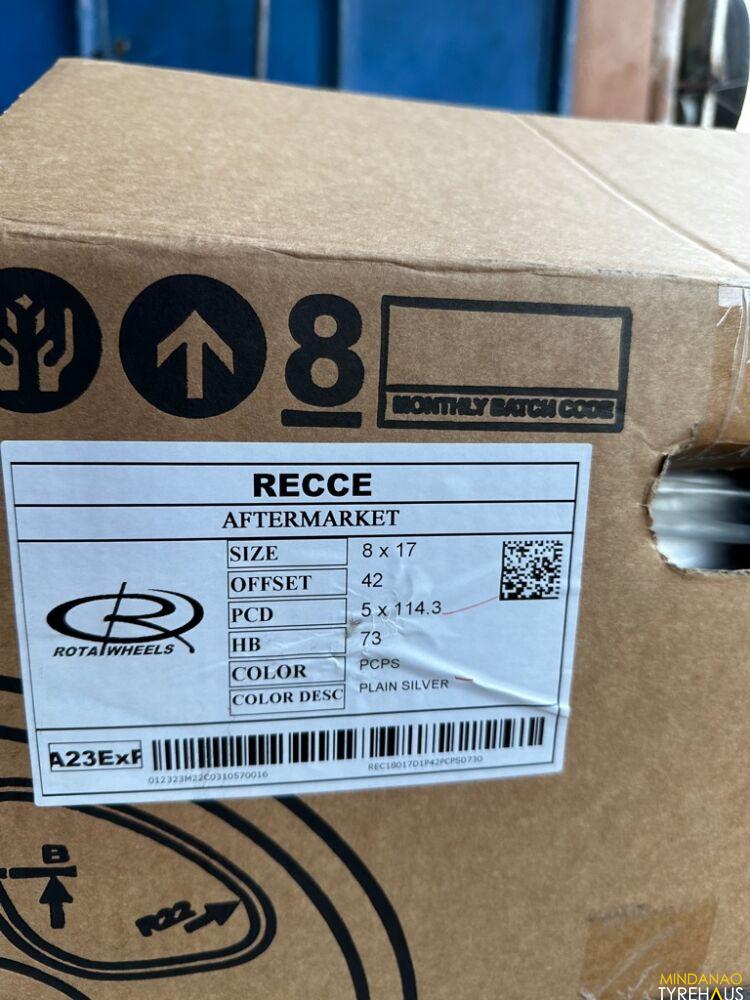 8
MONTHLY BATCH CODE
RECCE
AFTERMARKET
SIZE 8 x 17
OFFSET 42
PCD 5 x 114.3
HB 73
COLOR PCPS
COLOR DESC PLAIN SILVER
ROTA WHEELS
A23ExF
012323M22C0310570016
REC18017D1P42PCPS0730
B
R22
MINDANAO
TYREHAUS